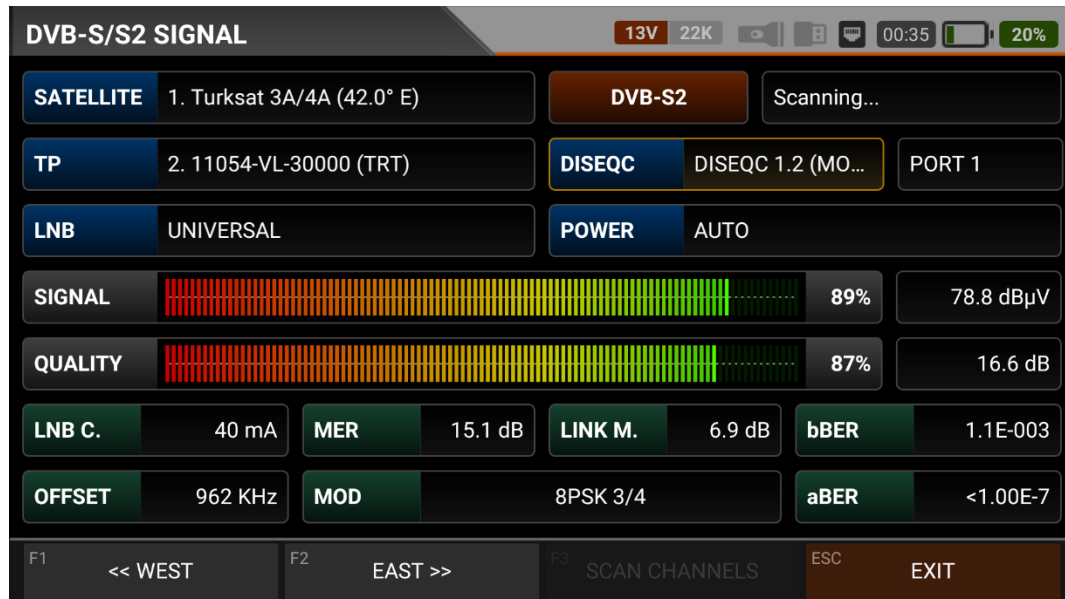 DVB-S/S2 SIGNAL 13V 22K 00:35 20%
SATELLITE 1. Turksat 3A/4A (42.0° E) DVB-S2 Scanning...
TP 2. 11054-VL-30000 (TRT) DISEQC DISEQC 1.2 (MO... PORT 1
LNB UNIVERSAL POWER AUTO
SIGNAL 89% 78.8 dBµV
QUALITY 87% 16.6 dB
LNB C. 40 mA MER 15.1 dB LINK M. 6.9 dB bBER 1.1E-003
OFFSET 962 KHz MOD 8PSK 3/4 aBER <1.00E-7
F1 << WEST F2 EAST >> F3 SCAN CHANNELS ESC EXIT